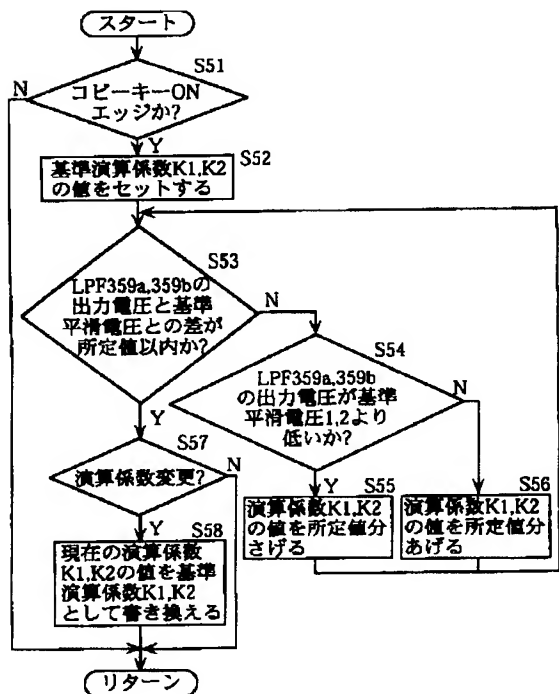 スタート
S51
N
コピーキーON
エッジか?
Y
S52
基準演算係数K1,K2
の値をセットする
S53
LPF359a,359bの
出力電圧と基準
平滑電圧との差が
所定値以内か?
N
Y
S54
LPF359a,359b
の出力電圧が基準
平滑電圧1,2より
低いか?
N
Y
S57
演算係数変更?
N
Y
S55
演算係数K1,K2
の値を所定値分
さげる
S56
演算係数K1,K2
の値を所定値分
あげる
S58
現在の演算係数
K1,K2の値を基準
演算係数K1,K2
として書き換える
リターン